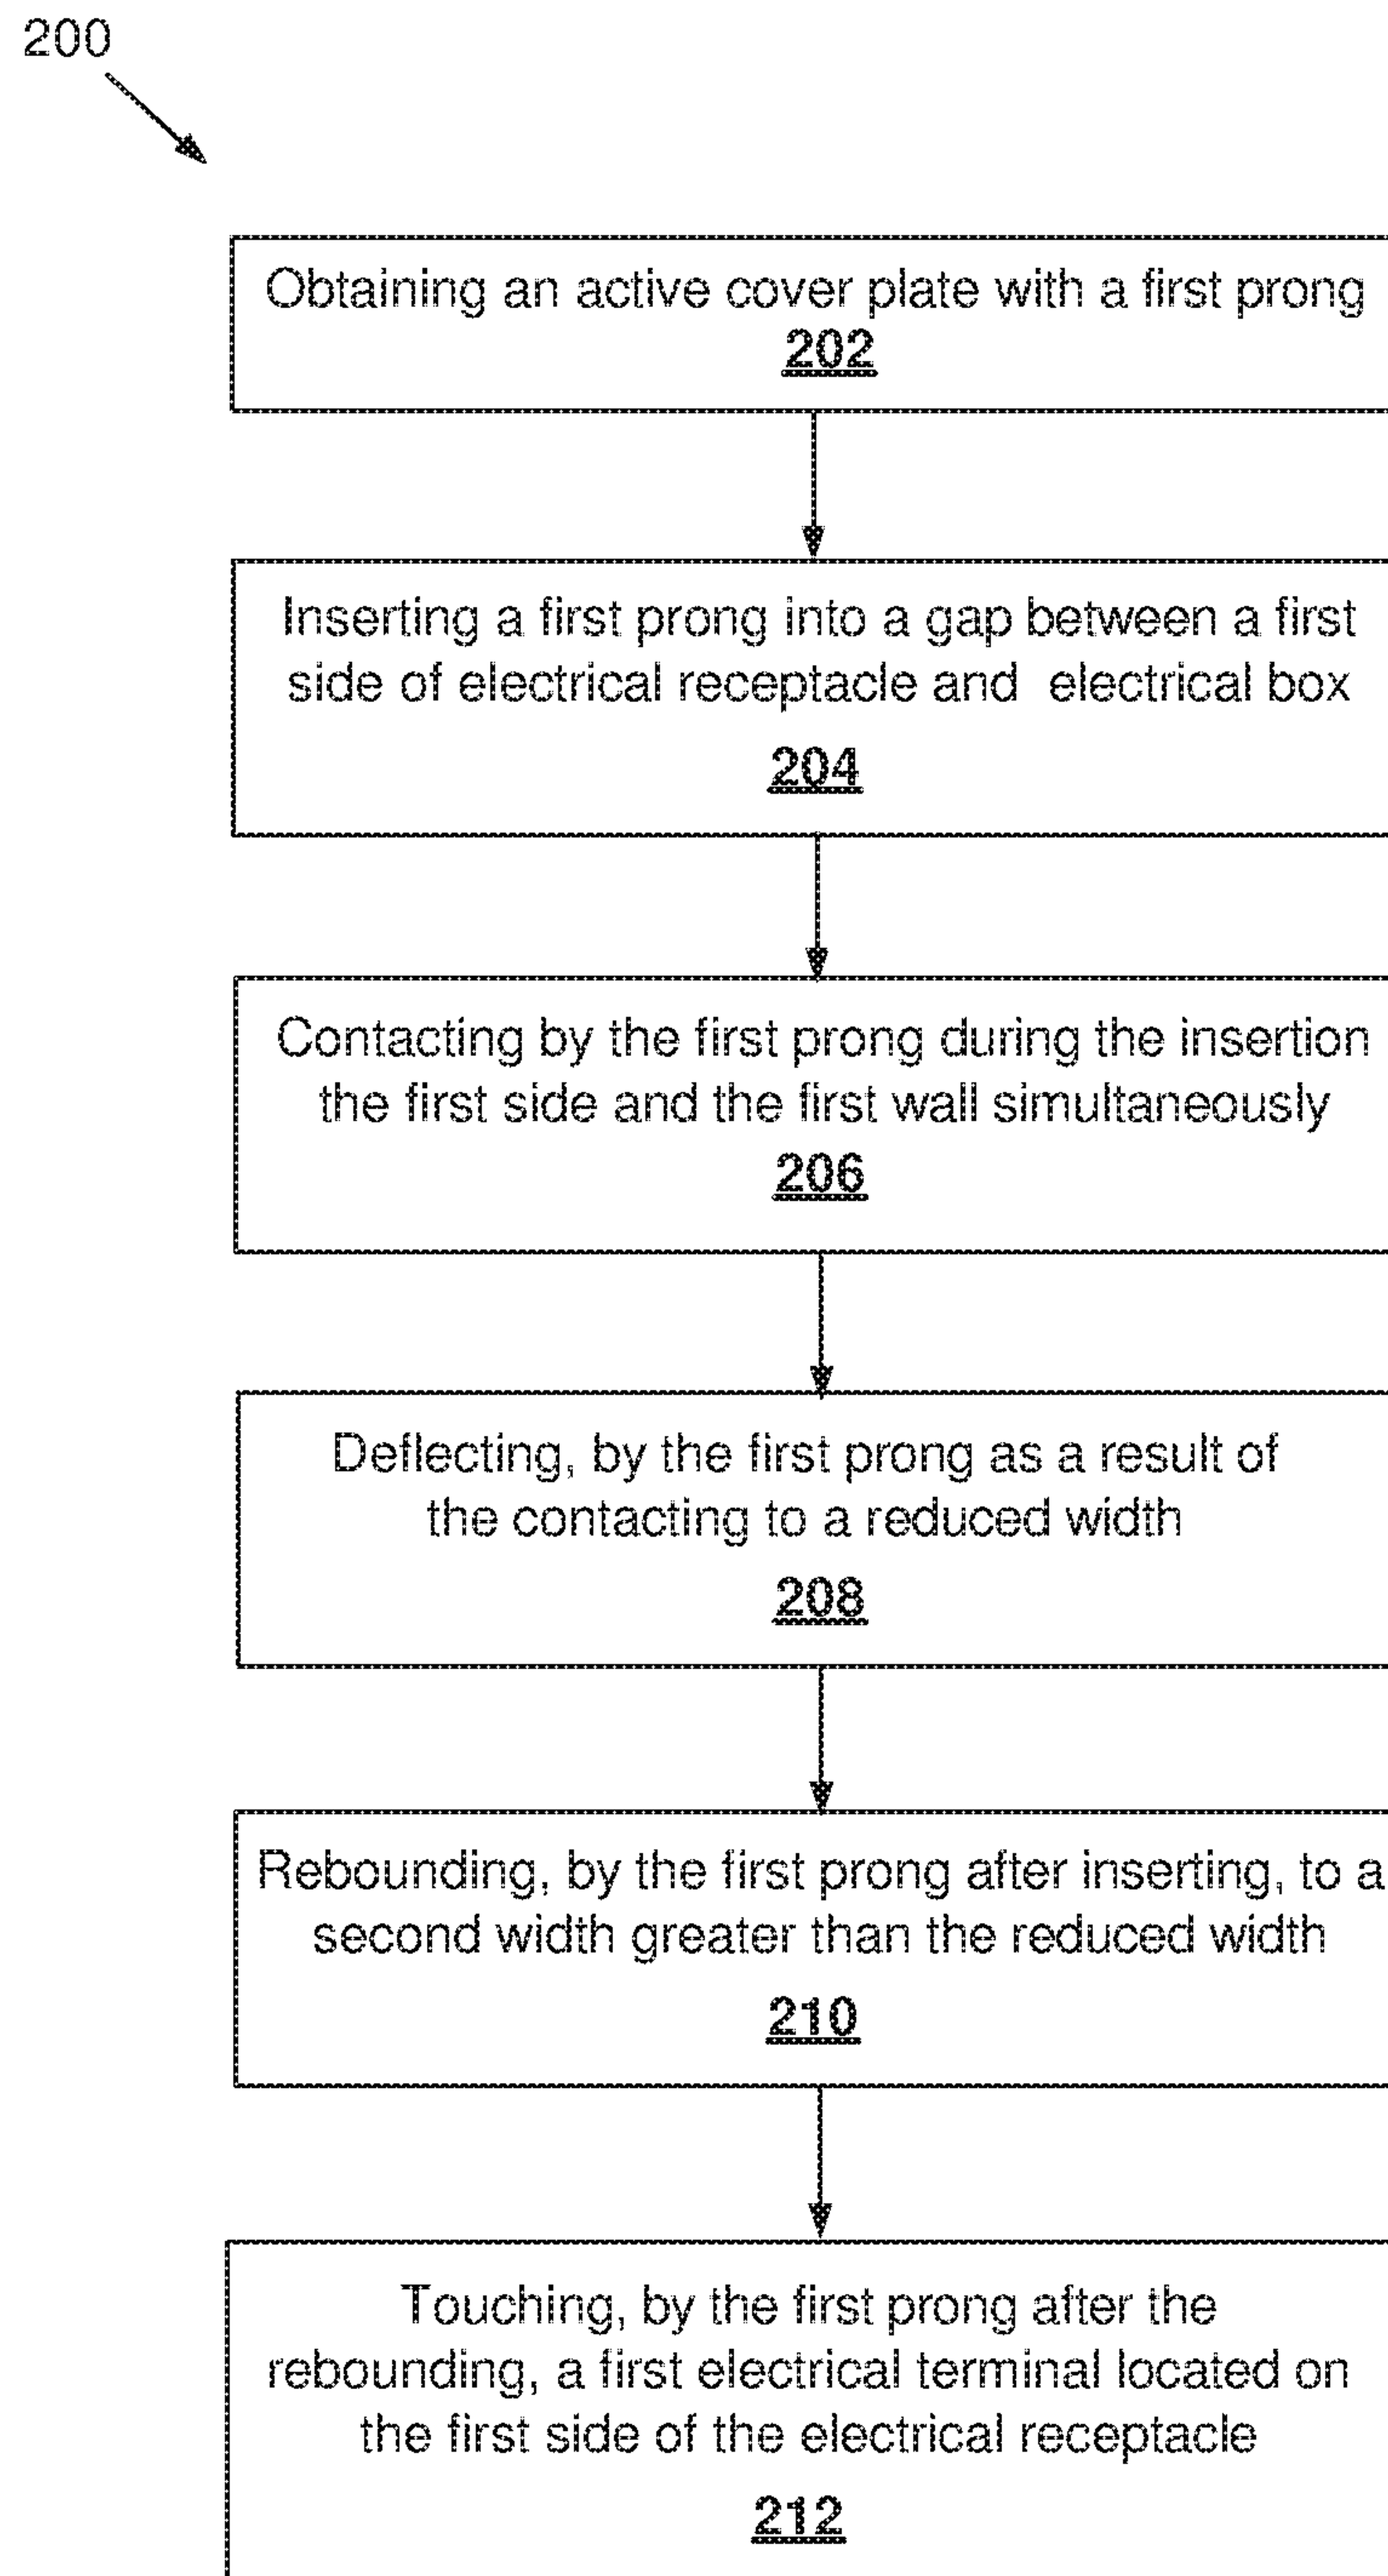 200
Obtaining an active cover plate with a first prong
202
Inserting a first prong into a gap between a first
side of electrical receptacle and electrical box
204
Contacting by the first prong during the insertion
the first side and the first wall simultaneously
206
Deflecting, by the first prong as a result of
the contacting to a reduced width
208
Rebounding, by the first prong after inserting, to a
second width greater than the reduced width
210
Touching, by the first prong after the
rebounding, a first electrical terminal located on
the first side of the electrical receptacle
212